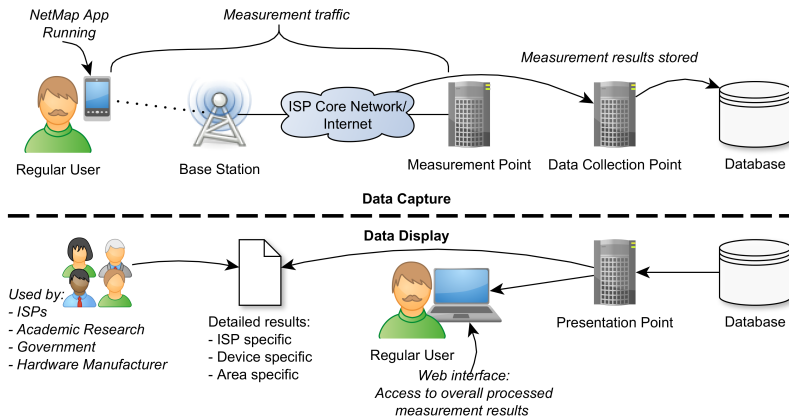 NetMap App
Running
Measurement traffic
Measurement results stored
ISP Core Network/
Internet
Regular User
Base Station
Measurement Point
Data Collection Point
Database
Data Capture
Data Display
Used by:
- ISPs
- Academic Research
- Government
- Hardware Manufacturer
Detailed results:
- ISP specific
- Device specific
- Area specific
Regular User
Web interface:
Access to overall processed
measurement results
Presentation Point
Database